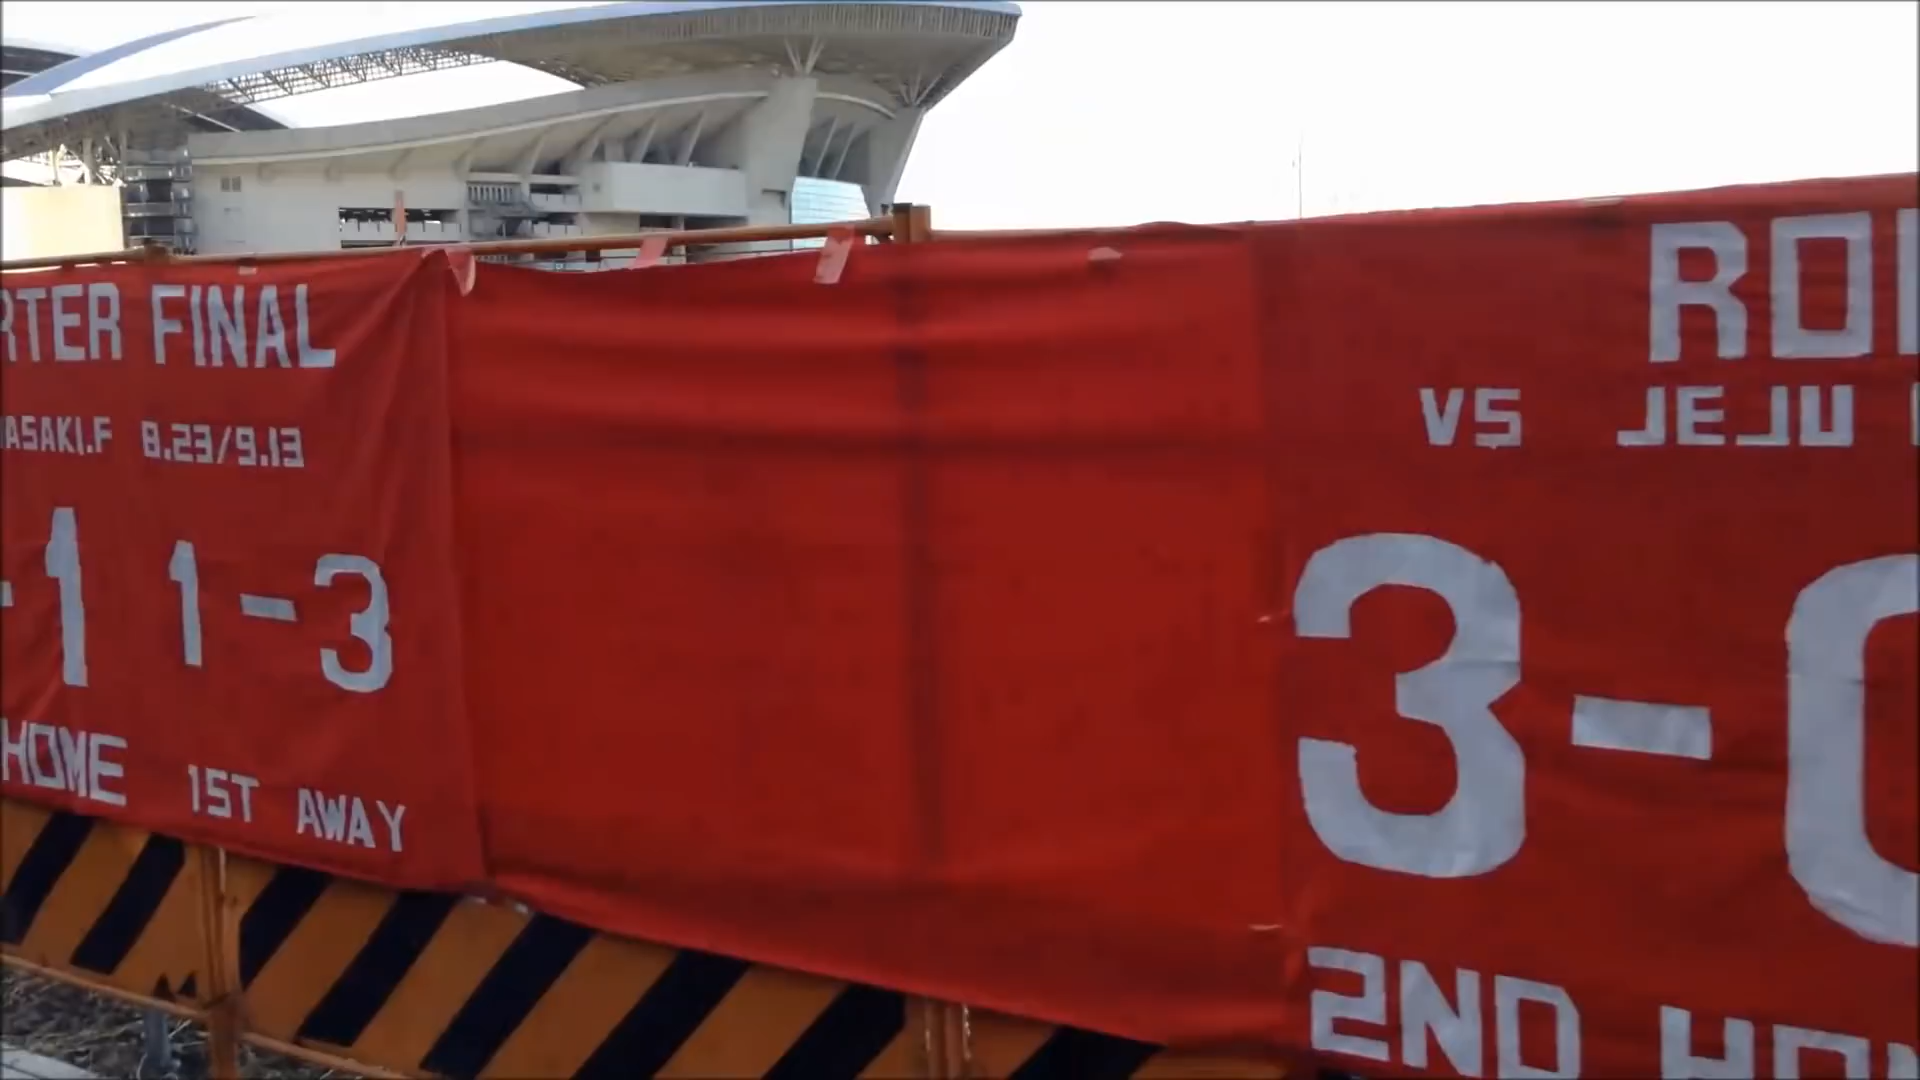 RTER FINAL
ASAKI.F 8.23/9.13
-1 1-3
HOME 1ST AWAY
RO
VS JEJU
3-0
2ND HO